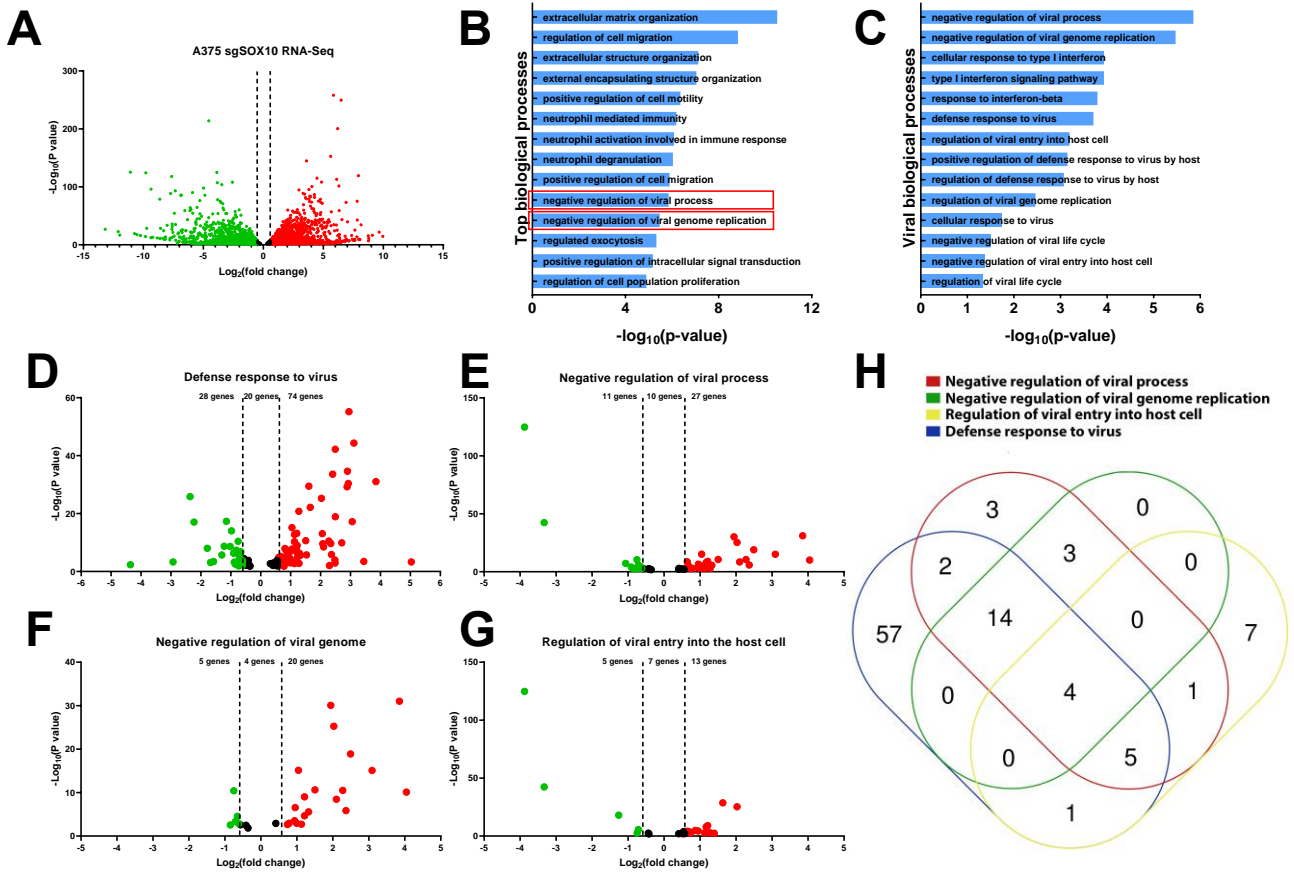 A
A375 sgSOX10 RNA-Seq
-Log10(P value)
300
200
100
0
-15 -10 -5 0 5 10 15
Log2(fold change)
B
Top biological processes
extracellular matrix organization
regulation of cell migration
extracellular structure organization
external encapsulating structure organization
positive regulation of cell motility
neutrophil mediated immunity
neutrophil activation involved in immune response
neutrophil degranulation
positive regulation of cell migration
negative regulation of viral process
negative regulation of viral genome replication
regulated exocytosis
positive regulation of intracellular signal transduction
regulation of cell population proliferation
0 4 8 12
-log10(p-value)
C
Viral biological processes
negative regulation of viral process
negative regulation of viral genome replication
cellular response to type I interferon
type I interferon signaling pathway
response to interferon-beta
defense response to virus
regulation of viral entry into host cell
positive regulation of defense response to virus by host
regulation of defense response to virus by host
regulation of viral genome replication
cellular response to virus
negative regulation of viral life cycle
negative regulation of viral entry into host cell
regulation of viral life cycle
0 1 2 3 4 5 6
-log10(p-value)
D
Defense response to virus
28 genes 20 genes 74 genes
-Log10(P value)
60
40
20
0
-6 -5 -4 -3 -2 -1 0 1 2 3 4 5 6
Log2(fold change)
E
Negative regulation of viral process
11 genes 10 genes 27 genes
-Log10(P value)
150
100
50
0
-5 -4 -3 -2 -1 0 1 2 3 4 5
Log2(fold change)
F
Negative regulation of viral genome
5 genes 4 genes 20 genes
-Log10(P value)
40
30
20
10
0
-5 -4 -3 -2 -1 0 1 2 3 4 5
Log2(fold change)
G
Regulation of viral entry into the host cell
5 genes 7 genes 13 genes
-Log10(P value)
150
100
50
0
-5 -4 -3 -2 -1 0 1 2 3 4 5
Log2(fold change)
H
Negative regulation of viral process
Negative regulation of viral genome replication
Regulation of viral entry into host cell
Defense response to virus
3 0
2 3 0
57 14 0 7
0 4 1
0 5
1